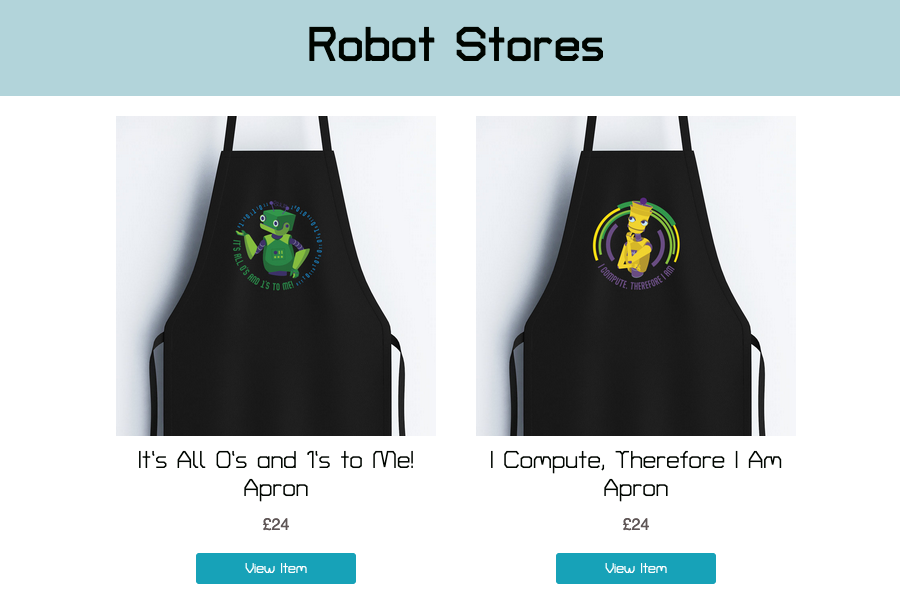 Robot Stores
IT'S ALL 0'S AND 1'S TO ME!
I COMPUTE, THEREFORE I AM
It's All 0's and 1's to Me!
Apron
£24
View Item
I Compute, Therefore I Am
Apron
£24
View Item